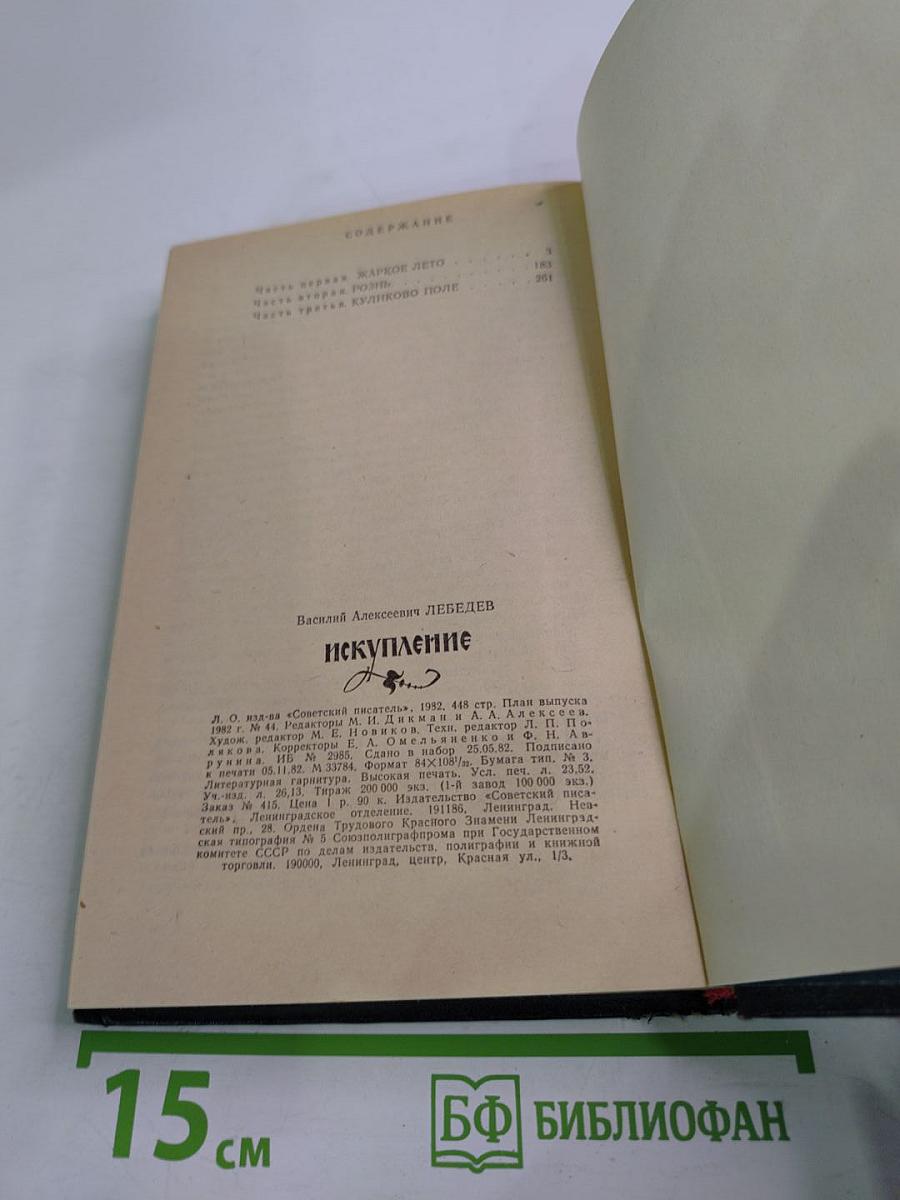 СОДЕРЖАНИЕ
Часть первая. ЖАРКОЕ ЛЕТО . . . . . . . 3
Часть вторая. РОЗНЬ. . . . . . . . . . 183
Часть третья. КУЛИКОВО ПОЛЕ . . . . . . 261
Василий Алексеевич ЛЕБЕДЕВ
искупление
Л. О. изд-ва «Советский писатель», 1982, 448 стр. План выпуска
1982 г. № 44. Редакторы М. И. Дикман и А. А. Алексеев.
Худож. редактор М. Е. Новиков. Техн. редактор Л. П. По-
лякова. Корректоры Е. А. Омельяненко и Ф. Н. Ав-
рунина. ИБ № 2985. Сдано в набор 25.05.82. Подписано
к печати 05.11.82. М 33784. Формат 84×108¹/₃₂. Бумага тип. № 3.
Литературная гарнитура. Высокая печать. Усл. печ. л. 23,52.
Уч.-изд. л. 26,13. Тираж 200 000 экз. (1-й завод 100 000 экз.)
Заказ № 415. Цена 1 р. 90 к. Издательство «Советский писа-
тель», Ленинградское отделение. 191186, Ленинград, Нев-
ский пр., 28. Ордена Трудового Красного Знамени Ленинград-
ская типография № 5 Союзполиграфпрома при Государственном
комитете СССР по делам издательств, полиграфии и книжной
торговли. 190000, Ленинград, центр, Красная ул., 1/3.
15 см
БФ БИБЛИОФАН